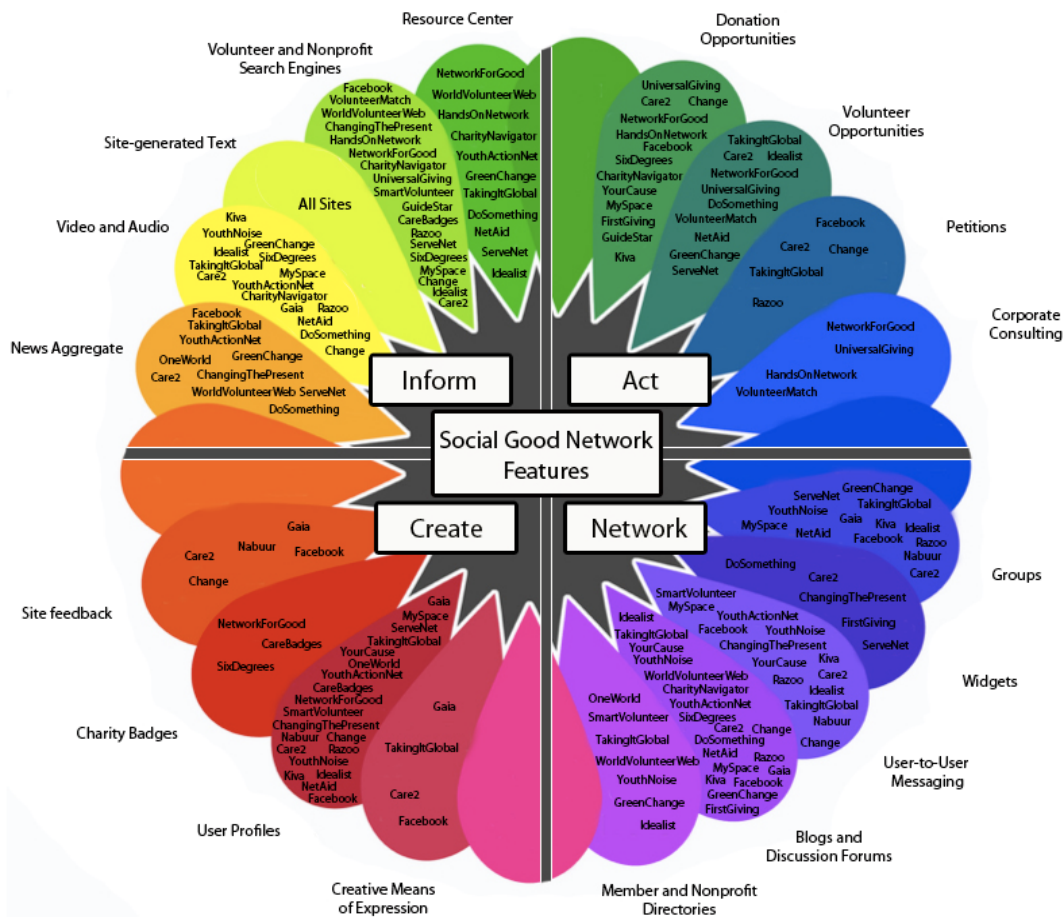 Resource Center
NetworkForGood
WorldVolunteerWeb
HandsOnNetwork
CharityNavigator
YouthActionNet
GreenChange
TakingItGlobal
DoSomething
NetAid
ServeNet
Idealist
Donation
Opportunities
UniversalGiving
Care2 Change
NetworkForGood
HandsOnNetwork
Facebook
SixDegrees
CharityNavigator
YourCause
MySpace
FirstGiving
GuideStar
Kiva
Volunteer
Opportunities
TakingItGlobal
Care2 Idealist
NetworkForGood
UniversalGiving
DoSomething
VolunteerMatch
NetAid
GreenChange
ServeNet
Petitions
Facebook
Care2 Change
TakingItGlobal
Razoo
Corporate
Consulting
NetworkForGood
UniversalGiving
HandsOnNetwork
VolunteerMatch
Volunteer and Nonprofit
Search Engines
Facebook
VolunteerMatch
WorldVolunteerWeb
ChangingThePresent
HandsOnNetwork
NetworkForGood
CharityNavigator
UniversalGiving
SmartVolunteer
GuideStar
CareBadges
Razoo
ServeNet
SixDegrees
MySpace
Change
Idealist
Care2
Site-generated Text
All Sites
Video and Audio
Kiva
YouthNoise
GreenChange
Idealist SixDegrees
TakingItGlobal
Care2 MySpace
YouthActionNet
CharityNavigator
Gaia Razoo
NetAid
DoSomething
Change
News Aggregate
Facebook
TakingItGlobal
YouthActionNet
OneWorld GreenChange
Care2 ChangingThePresent
WorldVolunteerWeb ServeNet
DoSomething
Inform
Act
Social Good Network
Features
Create
Network
Site feedback
Gaia
Nabuur
Care2 Facebook
Change
Charity Badges
NetworkForGood
CareBadges
SixDegrees
User Profiles
Gaia
MySpace
ServeNet
TakingItGlobal
YourCause
OneWorld
YouthActionNet
CareBadges
NetworkForGood
SmartVolunteer
ChangingThePresent
Nabuur Change
Care2 Razoo
YouthNoise
Kiva Idealist
NetAid
Facebook
Creative Means
of Expression
Gaia
TakingItGlobal
Care2
Facebook
Groups
ServeNet GreenChange
YouthNoise TakingItGlobal
MySpace Gaia Kiva Idealist
NetAid Facebook Razoo
Nabuur
Care2
Widgets
DoSomething
Care2
ChangingThePresent
FirstGiving
ServeNet
User-to-User
Messaging
SmartVolunteer
MySpace
YouthActionNet
Facebook YouthNoise
ChangingThePresent
YourCause Kiva
Razoo Care2
Idealist
TakingItGlobal
Nabuur
Change
Blogs and
Discussion Forums
Idealist
TakingItGlobal
YourCause
YouthNoise
WorldVolunteerWeb
CharityNavigator
YouthActionNet
SixDegrees
Care2 Change
DoSomething
NetAid Razoo
MySpace Gaia
Kiva Facebook
GreenChange
FirstGiving
Member and Nonprofit
Directories
OneWorld
SmartVolunteer
TakingItGlobal
WorldVolunteerWeb
YouthNoise
GreenChange
Idealist